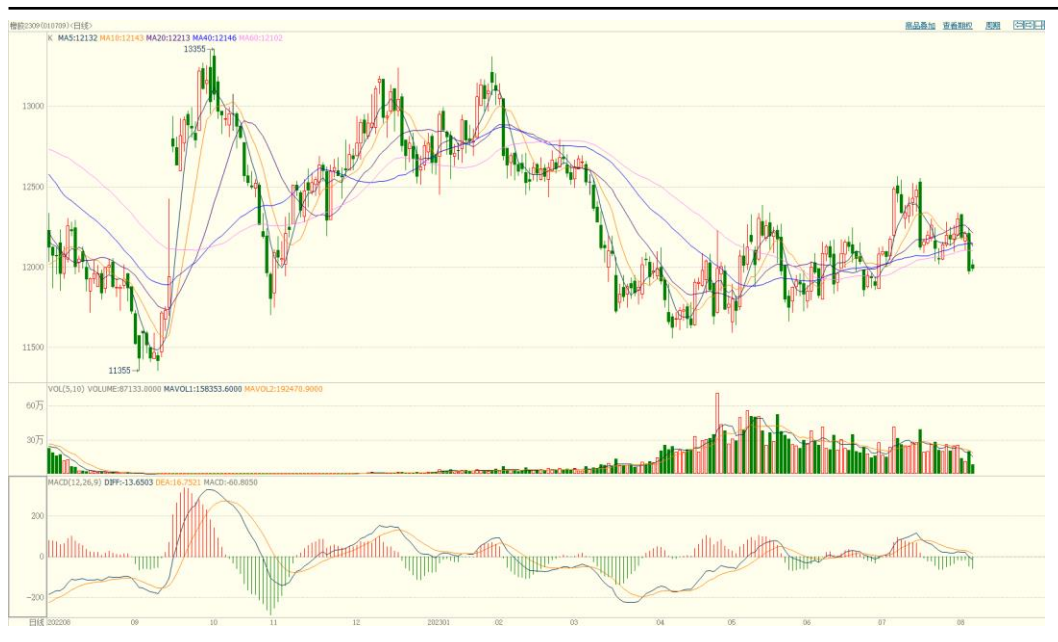 橡胶2309(010709)<日线>
商品叠加 查看期权 周期
K MA5:12132 MA10:12143 MA20:12213 MA40:12146 MA60:12102
13355
13000
12500
12000
11500
11355
VOL(5,10) VOLUME:87133.0000 MAVOL1:158353.6000 MAVOL2:192470.9000
60万
30万
MACD(12,26,9) DIFF:-13.6503 DEA:16.7521 MACD:-60.8050
200
0
-200
日线 202208 09 10 11 12 202301 02 03 04 05 06 07 08